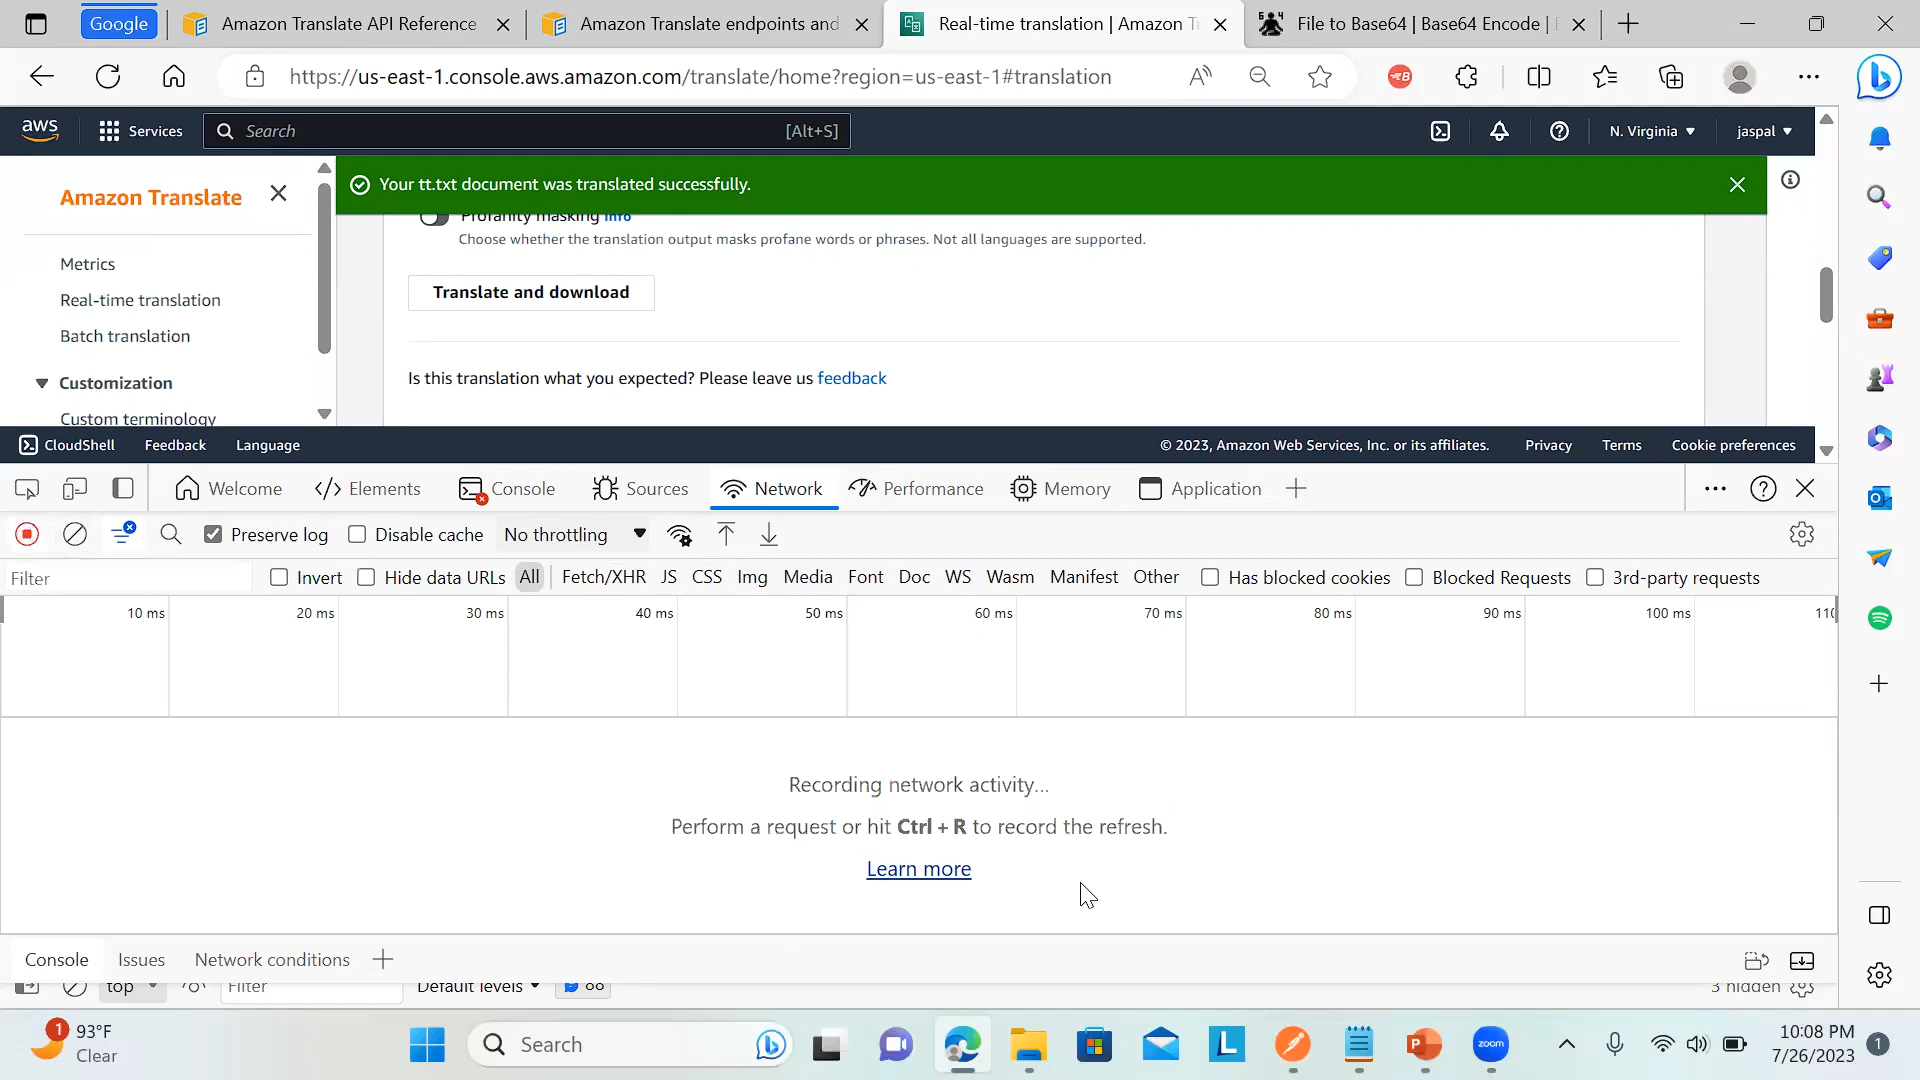 Google
Amazon Translate API Reference
Amazon Translate endpoints and
Real-time translation | Amazon T
File to Base64 | Base64 Encode |
https://us-east-1.console.aws.amazon.com/translate/home?region=us-east-1#translation
aws
Services
Search
[Alt+S]
N. Virginia
jaspal
Amazon Translate
Your tt.txt document was translated successfully.
Profanity masking Info
Choose whether the translation output masks profane words or phrases. Not all languages are supported.
Metrics
Real-time translation
Batch translation
Translate and download
Customization
Is this translation what you expected? Please leave us feedback
Custom terminology
CloudShell
Feedback
Language
© 2023, Amazon Web Services, Inc. or its affiliates.
Privacy
Terms
Cookie preferences
Welcome
Elements
Console
Sources
Network
Performance
Memory
Application
Preserve log
Disable cache
No throttling
Filter
Invert
Hide data URLs
All
Fetch/XHR
JS
CSS
Img
Media
Font
Doc
WS
Wasm
Manifest
Other
Has blocked cookies
Blocked Requests
3rd-party requests
10 ms
20 ms
30 ms
40 ms
50 ms
60 ms
70 ms
80 ms
90 ms
100 ms
Recording network activity...
Perform a request or hit Ctrl + R to record the refresh.
Learn more
Console
Issues
Network conditions
top
Filter
Default levels
3 hidden
1
93°F
Clear
Search
zoom
10:08 PM
7/26/2023
1